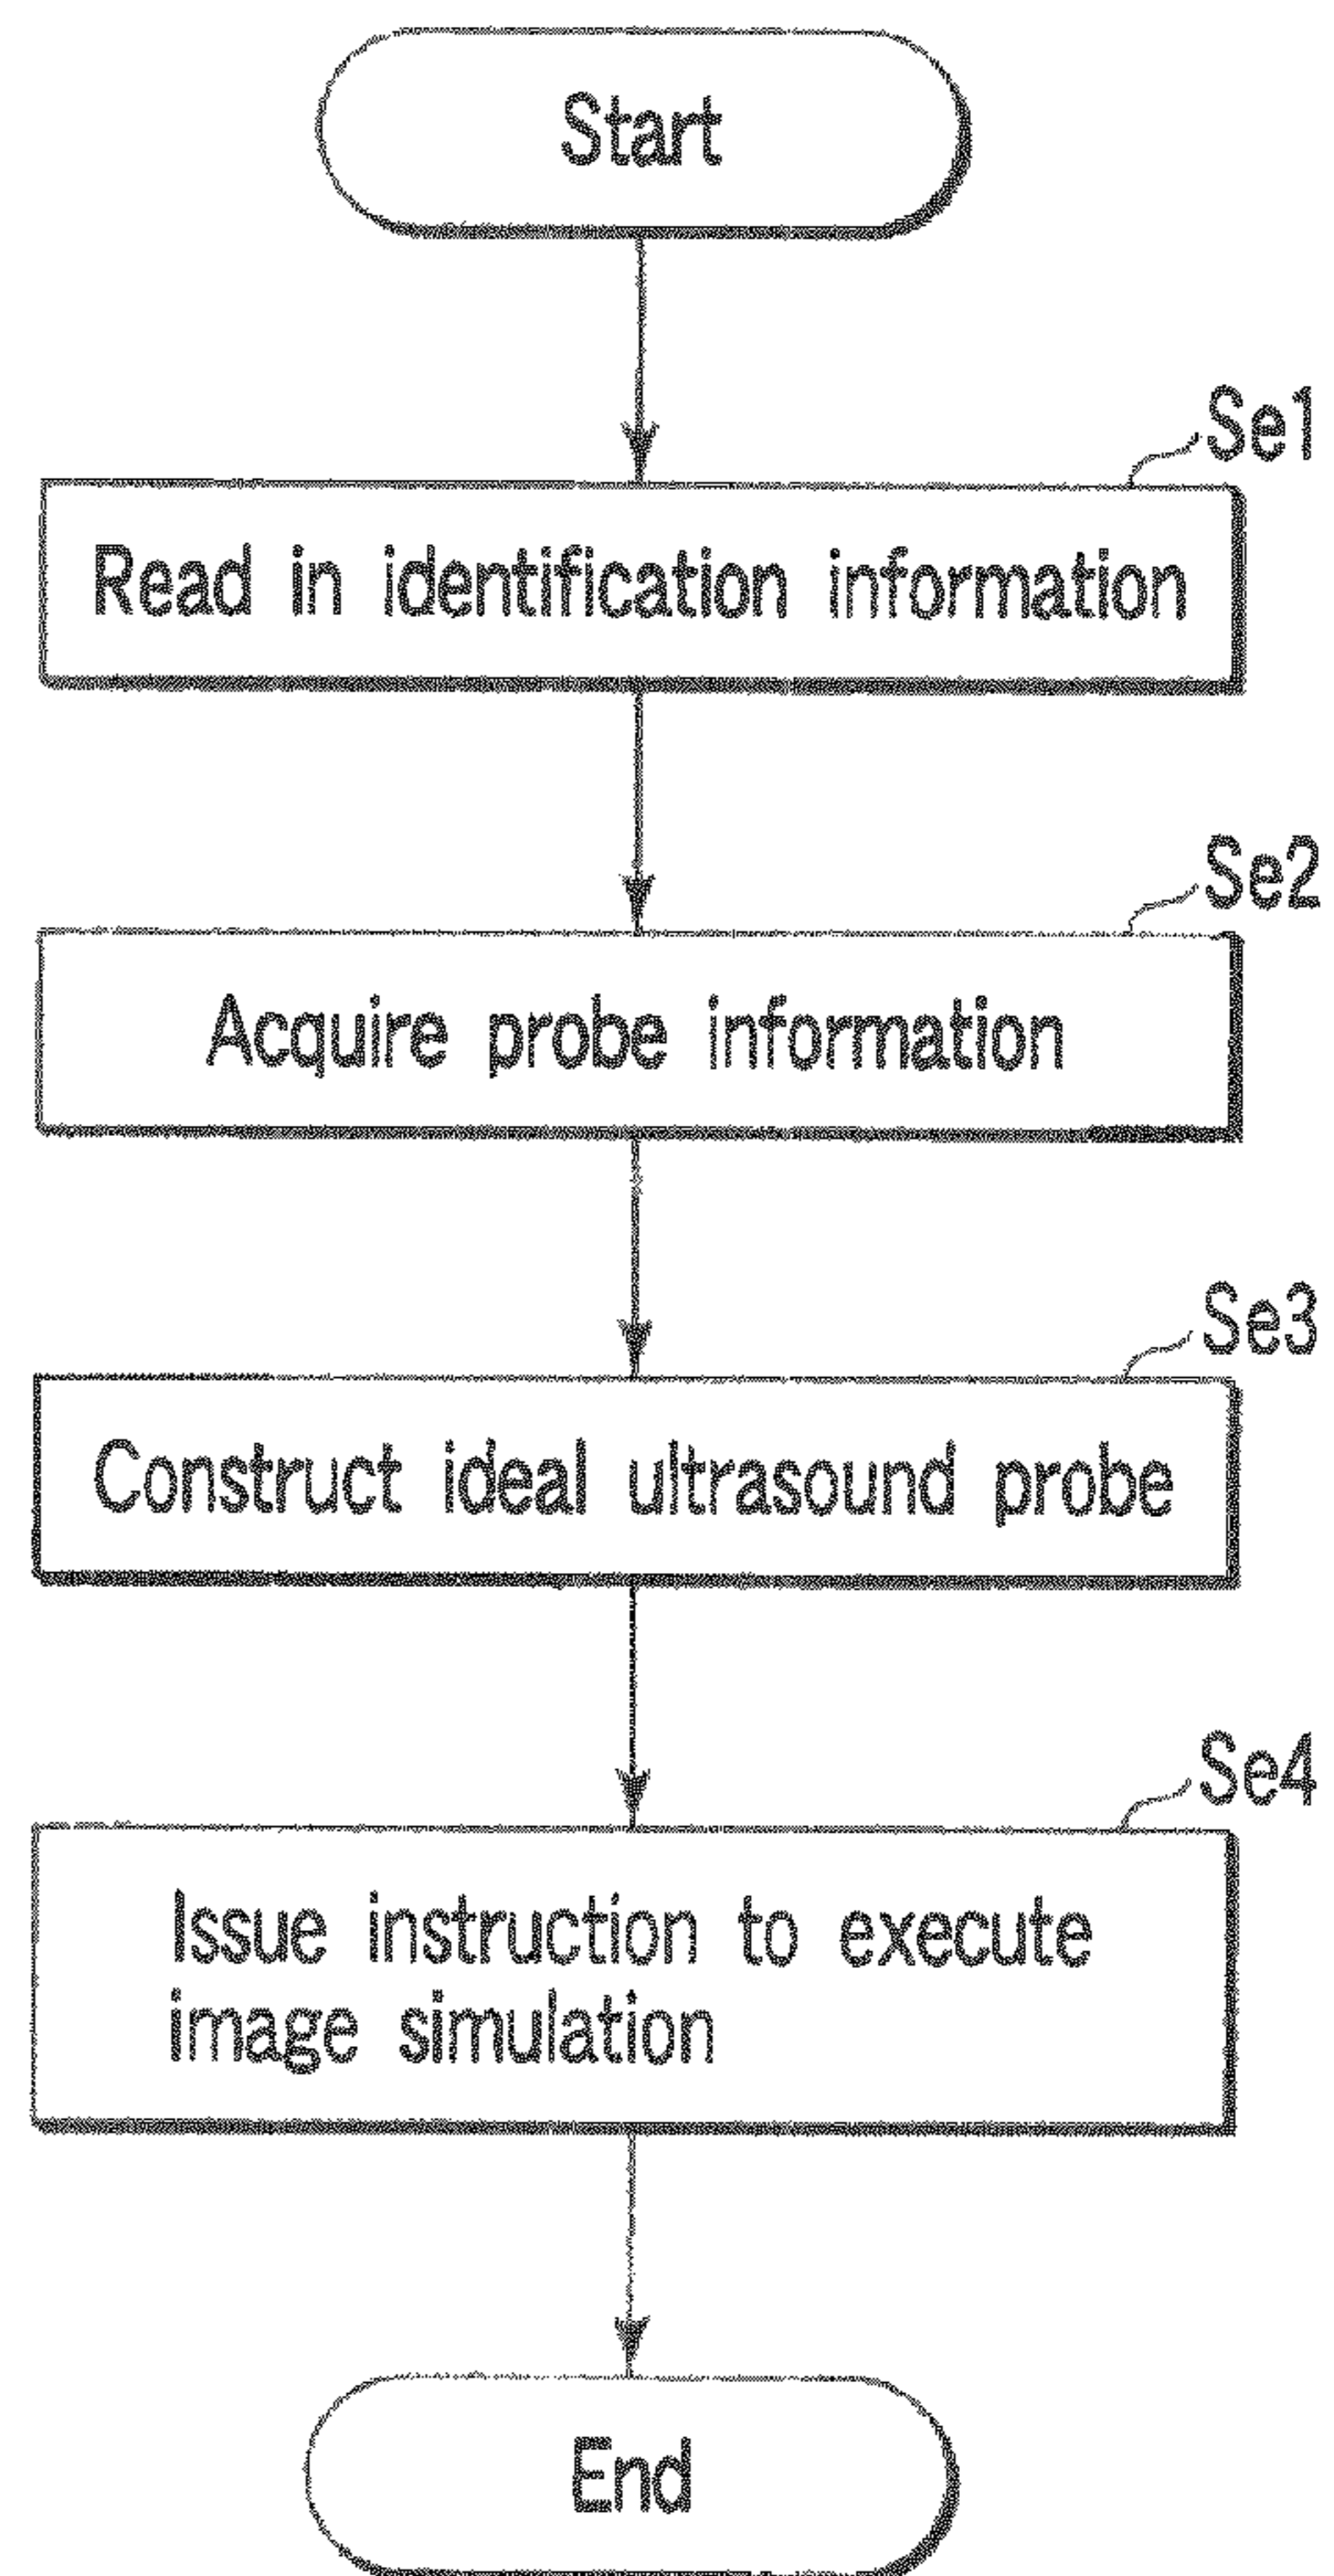 Start
Se1
Read in identification information
Se2
Acquire probe information
Se3
Construct ideal ultrasound probe
Se4
Issue instruction to execute
image simulation
End